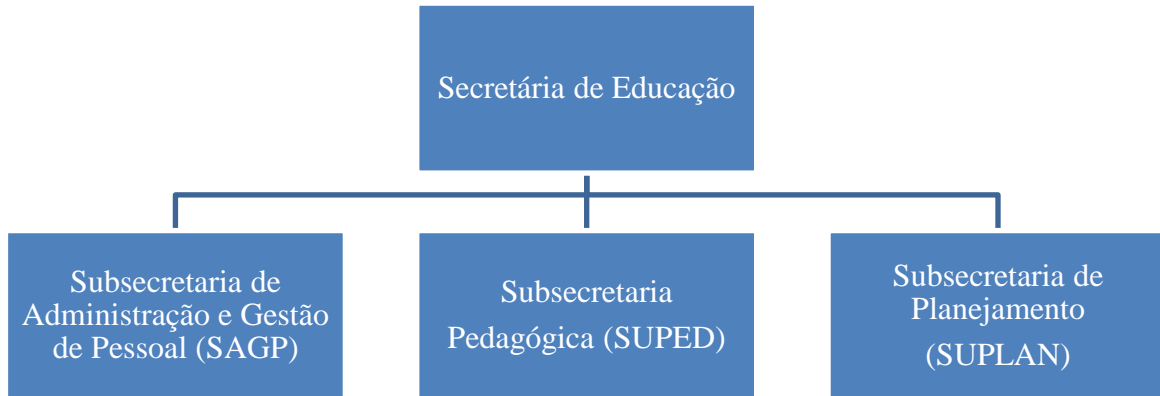 Secretária de Educação
Subsecretaria de
Administração e Gestão
de Pessoal (SAGP)
Subsecretaria
Pedagógica (SUPED)
Subsecretaria de
Planejamento
(SUPLAN)